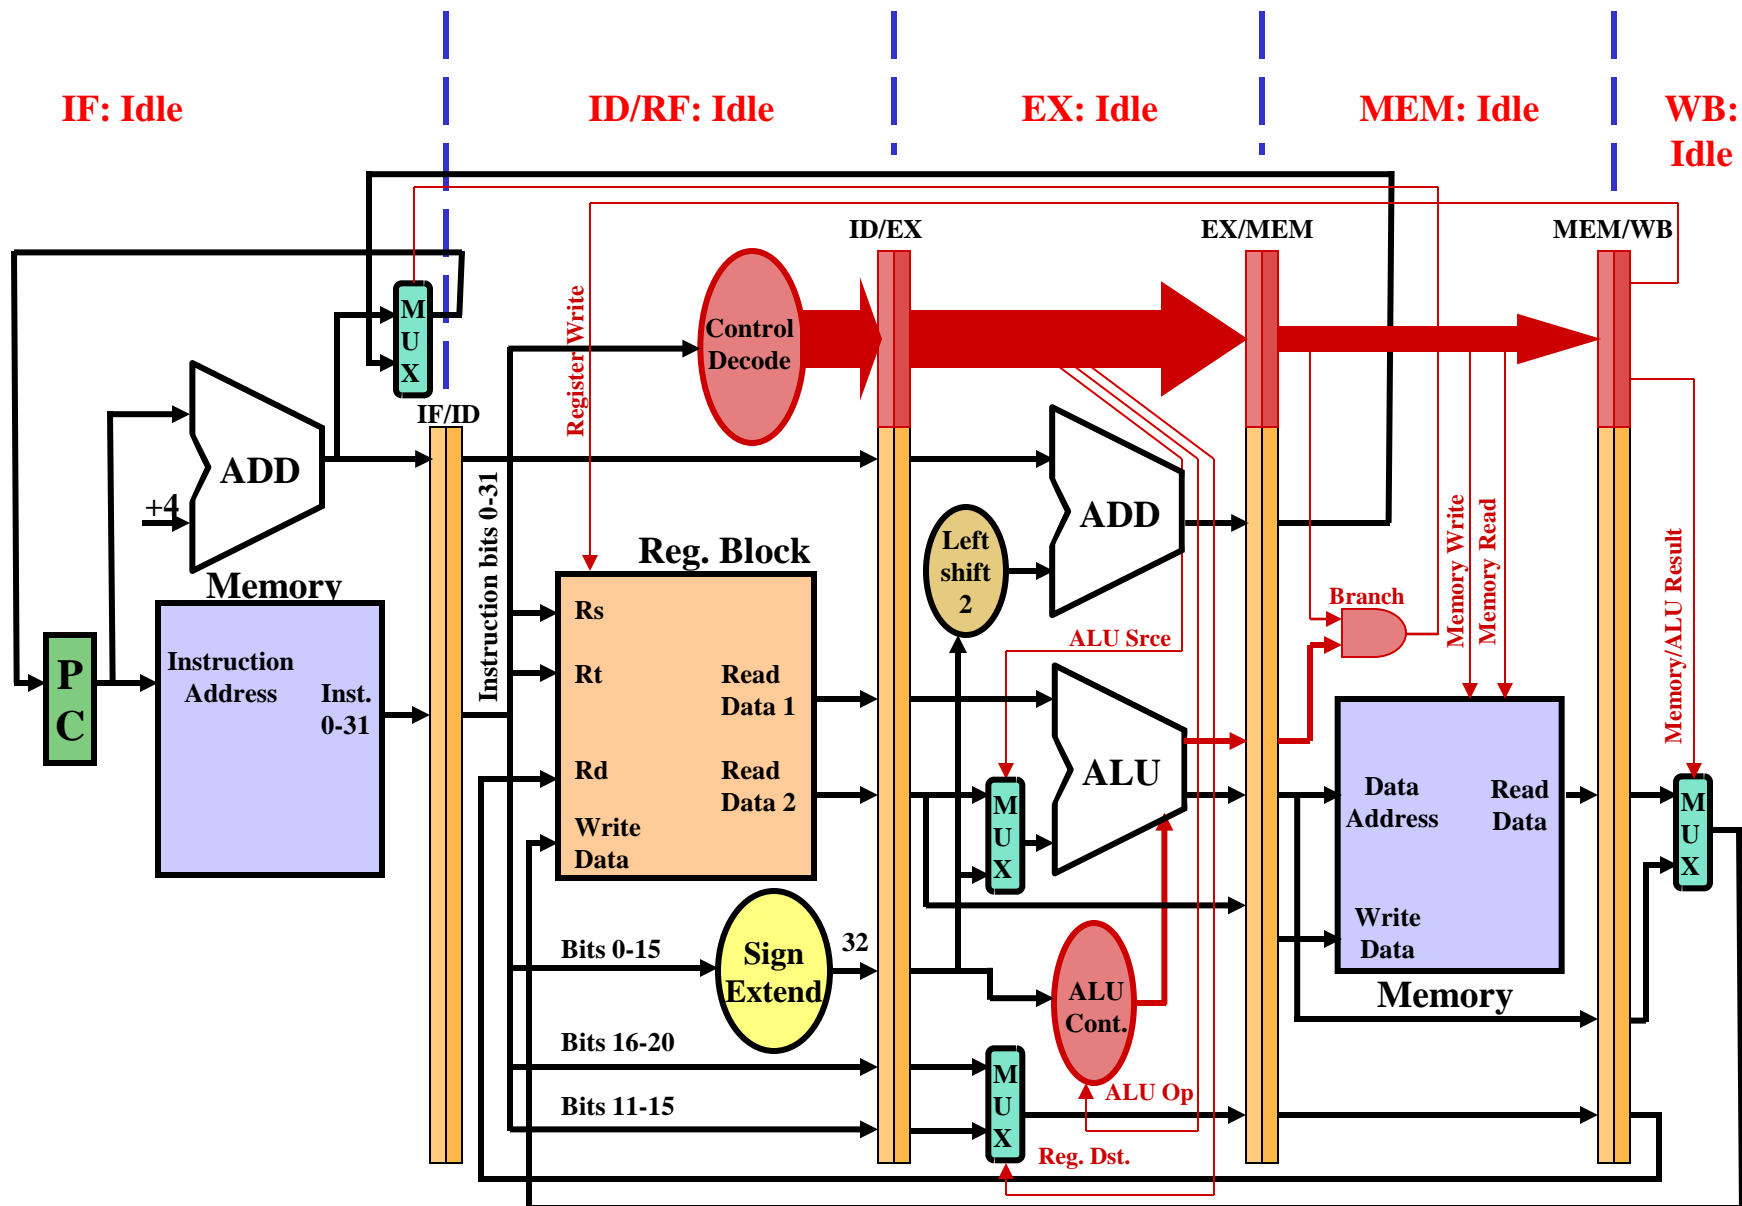 IF: Idle
ID/RF: Idle
EX: Idle
MEM: Idle
WB:
Idle
ID/EX
EX/MEM
MEM/WB
M
U
X
Control
Decode
Register Write
IF/ID
ADD
+4
Instruction bits 0-31
ADD
Left
shift
2
Memory
Reg. Block
Rs
Rt
Rd
Write
Data
Read
Data 1
Read
Data 2
P
C
Instruction
Address
Inst.
0-31
ALU Srce
Branch
Memory Write
Memory Read
Memory/ALU Result
ALU
M
U
X
Data
Address
Read
Data
Write
Data
Memory
M
U
X
Bits 0-15
Sign
Extend
32
ALU
Cont.
Bits 16-20
Bits 11-15
M
U
X
ALU Op
Reg. Dst.